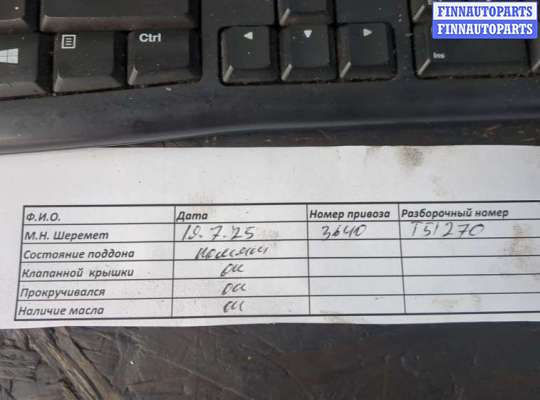 FINNAUTOPARTS
FINNAUTOPARTS
Ctrl
Ins
Ф.И.О. Дата Номер привоза Разборочный номер
М.Н. Шеремет 19.7.25 3640 T51270
Состояние поддона
Клапанной крышки ок
Прокручивался ок
Наличие масла ок